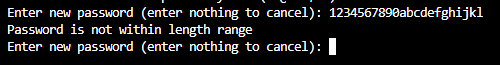 Enter new password (enter nothing to cancel): 1234567890abcdefghijkl
Password is not within length range
Enter new password (enter nothing to cancel):